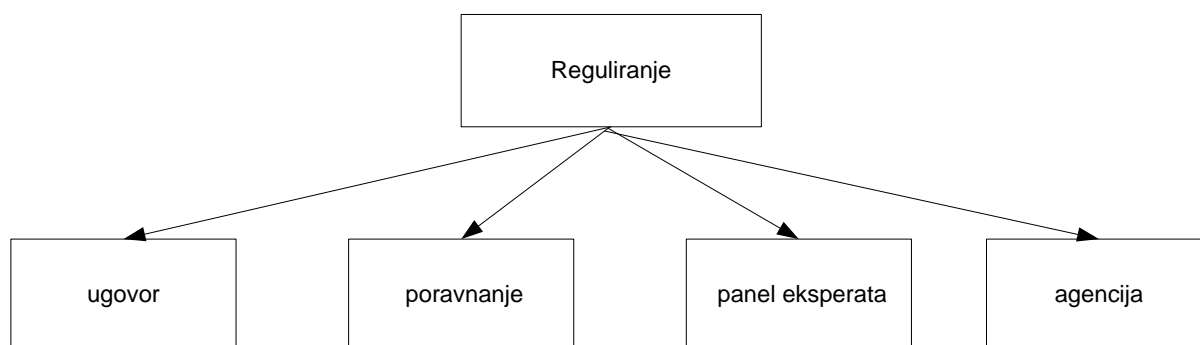 Reguliranje
ugovor
poravnanje
panel eksperata
agencija